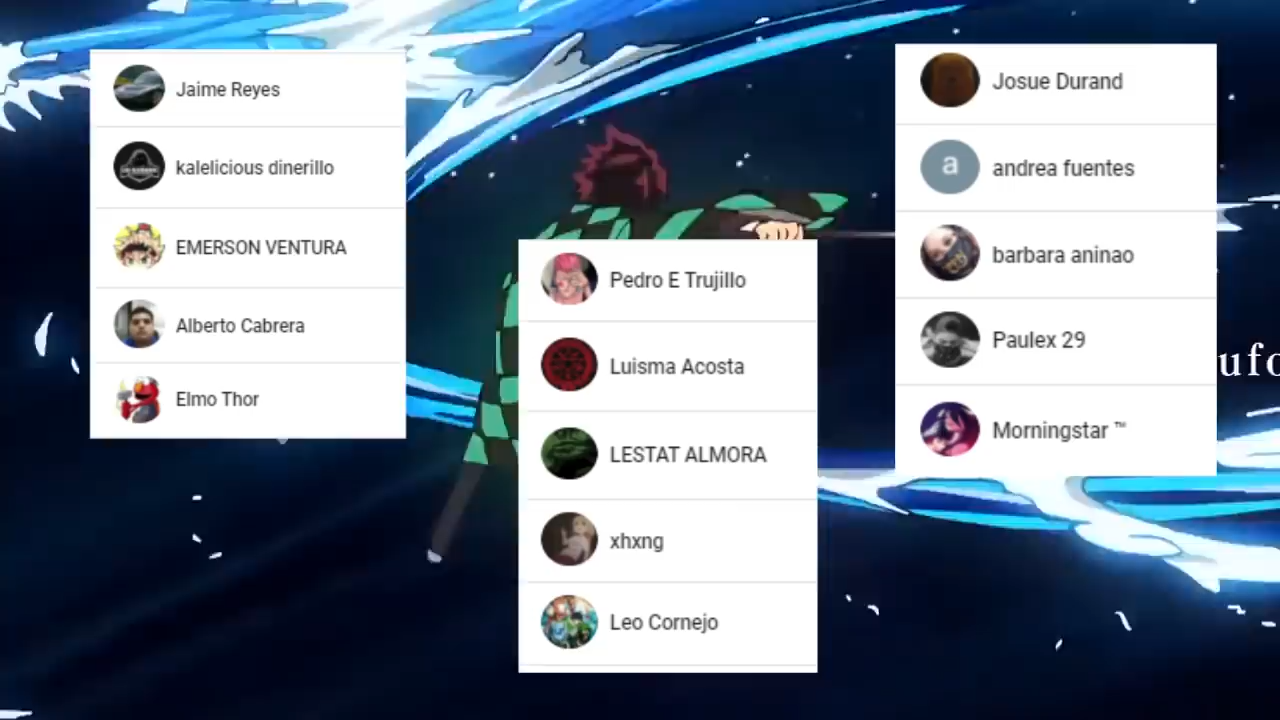 Jaime Reyes
kalelicious dinerillo
EMERSON VENTURA
Alberto Cabrera
Elmo Thor
Pedro E Trujillo
Luisma Acosta
LESTAT ALMORA
xhxng
Leo Cornejo
Josue Durand
a
andrea fuentes
barbara aninao
Paulex 29
Morningstar ™
ufo